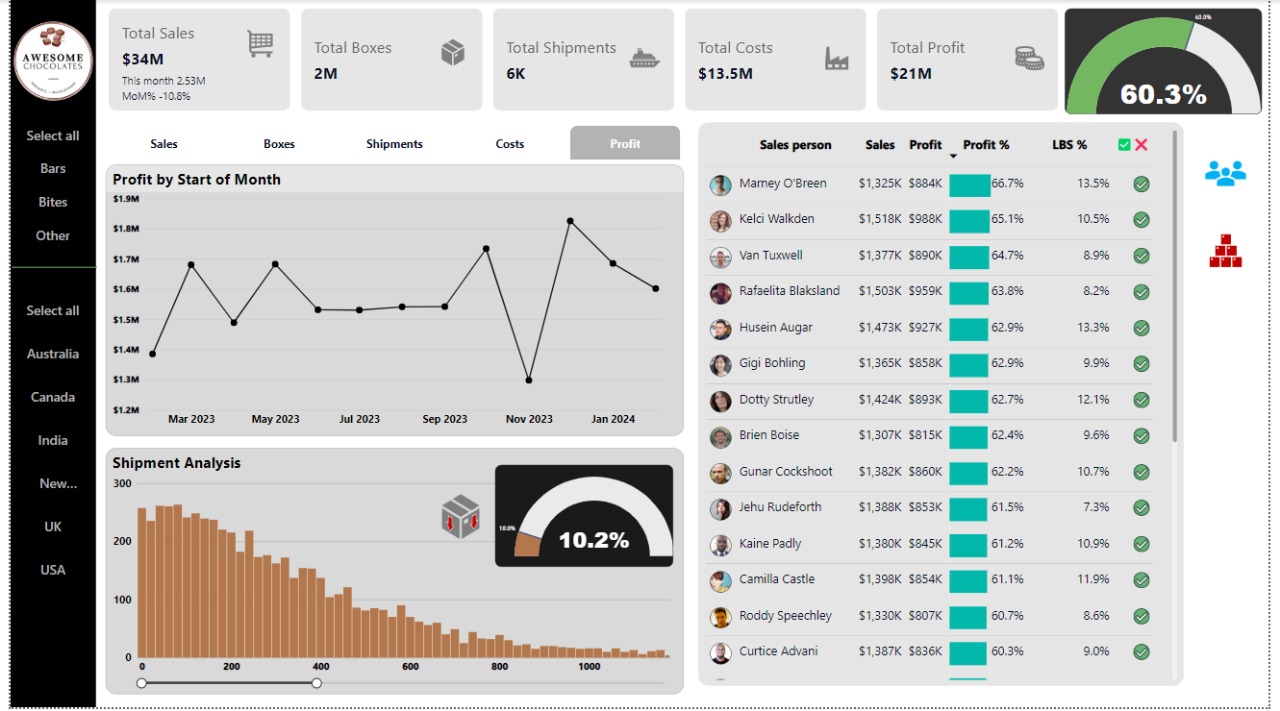 AWESOME
CHOCOLATES
Select all
Bars
Bites
Other
Select all
Australia
Canada
India
New...
UK
USA
Total Sales
$34M
This month 2.53M
MoM% -10.8%
Total Boxes
2M
Total Shipments
6K
Total Costs
$13.5M
Total Profit
$21M
60.0%
60.3%
Sales Boxes Shipments Costs Profit
Profit by Start of Month
$1.9M
$1.8M
$1.7M
$1.6M
$1.5M
$1.4M
$1.3M
$1.2M
Mar 2023 May 2023 Jul 2023 Sep 2023 Nov 2023 Jan 2024
Shipment Analysis
300
200
100
0
0 200 400 600 800 1000
10.0%
10.2%
Sales person Sales Profit Profit % LBS %
Marney O'Breen $1,325K $884K 66.7% 13.5%
Kelci Walkden $1,518K $988K 65.1% 10.5%
Van Tuxwell $1,377K $890K 64.7% 8.9%
Rafaelita Blaksland $1,503K $959K 63.8% 8.2%
Husein Augar $1,473K $927K 62.9% 13.3%
Gigi Bohling $1,365K $858K 62.9% 9.9%
Dotty Strutley $1,424K $893K 62.7% 12.1%
Brien Boise $1,307K $815K 62.4% 9.6%
Gunar Cockshoot $1,382K $860K 62.2% 10.7%
Jehu Rudeforth $1,388K $853K 61.5% 7.3%
Kaine Padly $1,380K $845K 61.2% 10.9%
Camilla Castle $1,398K $854K 61.1% 11.9%
Roddy Speechley $1,330K $807K 60.7% 8.6%
Curtice Advani $1,387K $836K 60.3% 9.0%